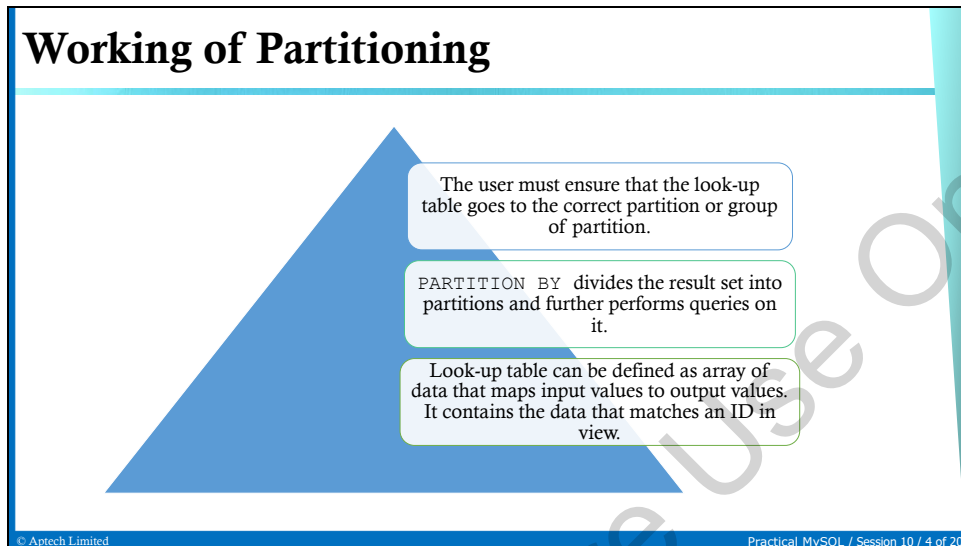 Working of Partitioning
The user must ensure that the look-up
table goes to the correct partition or group
of partition.
PARTITION BY divides the result set into
partitions and further performs queries on
it.
Look-up table can be defined as array of
data that maps input values to output values.
It contains the data that matches an ID in
view.
Use
© Aptech Limited
Practical MySQL / Session 10 / 4 of 20